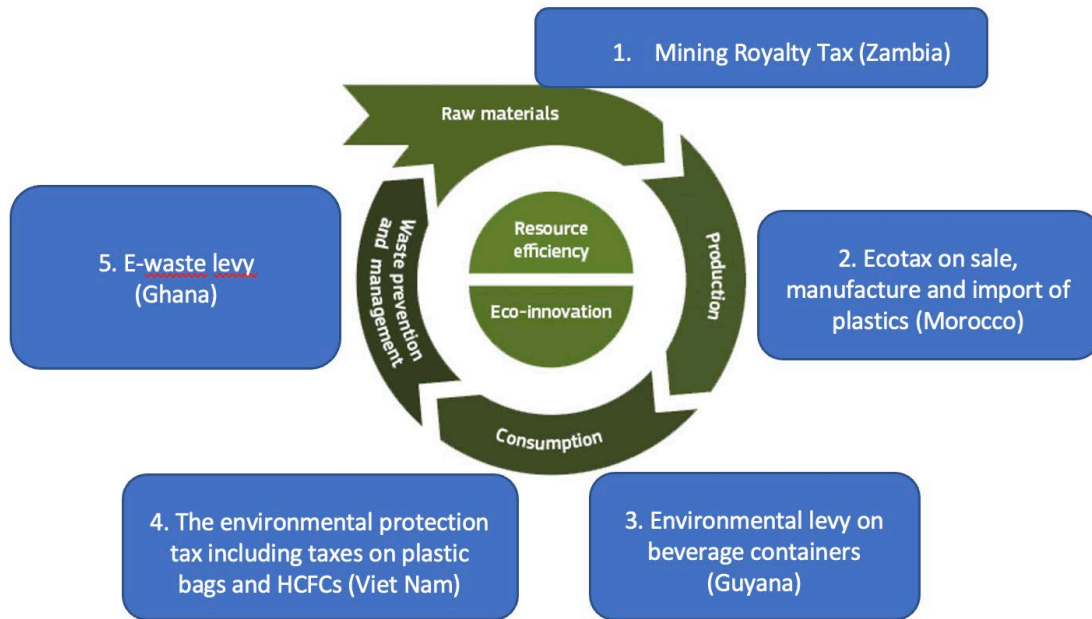 1. Mining Royalty Tax (Zambia)
Raw materials
Production
2. Ecotax on sale,
manufacture and import of
plastics (Morocco)
Resource
efficiency
Eco-innovation
Waste prevention
and management
5. E-waste levy
(Ghana)
Consumption
4. The environmental protection
tax including taxes on plastic
bags and HCFCs (Viet Nam)
3. Environmental levy on
beverage containers
(Guyana)